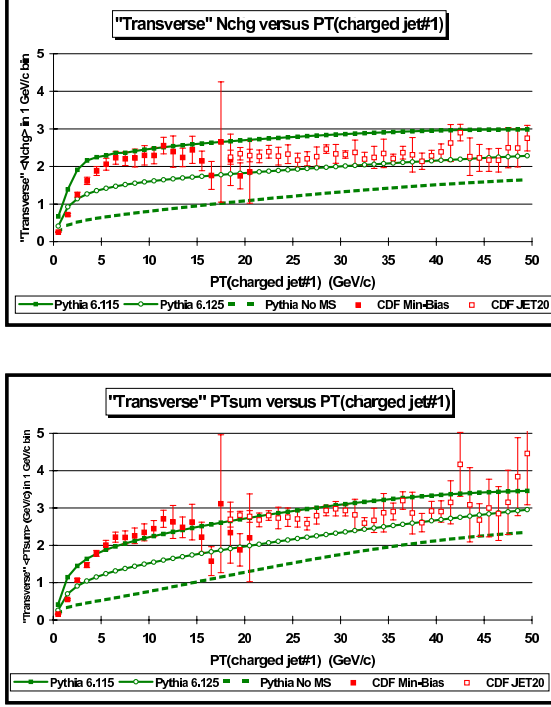 "Transverse" Nchg versus PT(charged jet#1)
"Transverse" <Nchg> in 1 GeV/c bin
5
4
3
2
1
0
0 5 10 15 20 25 30 35 40 45 50
PT(charged jet#1) (GeV/c)
Pythia 6.115 Pythia 6.125 Pythia No MS CDF Min-Bias CDF JET20
"Transverse" PTsum versus PT(charged jet#1)
"Transverse" <PTsum> (GeV/c) in 1 GeV/c bin
5
4
3
2
1
0
0 5 10 15 20 25 30 35 40 45 50
PT(charged jet#1) (GeV/c)
Pythia 6.115 Pythia 6.125 Pythia No MS CDF Min-Bias CDF JET20